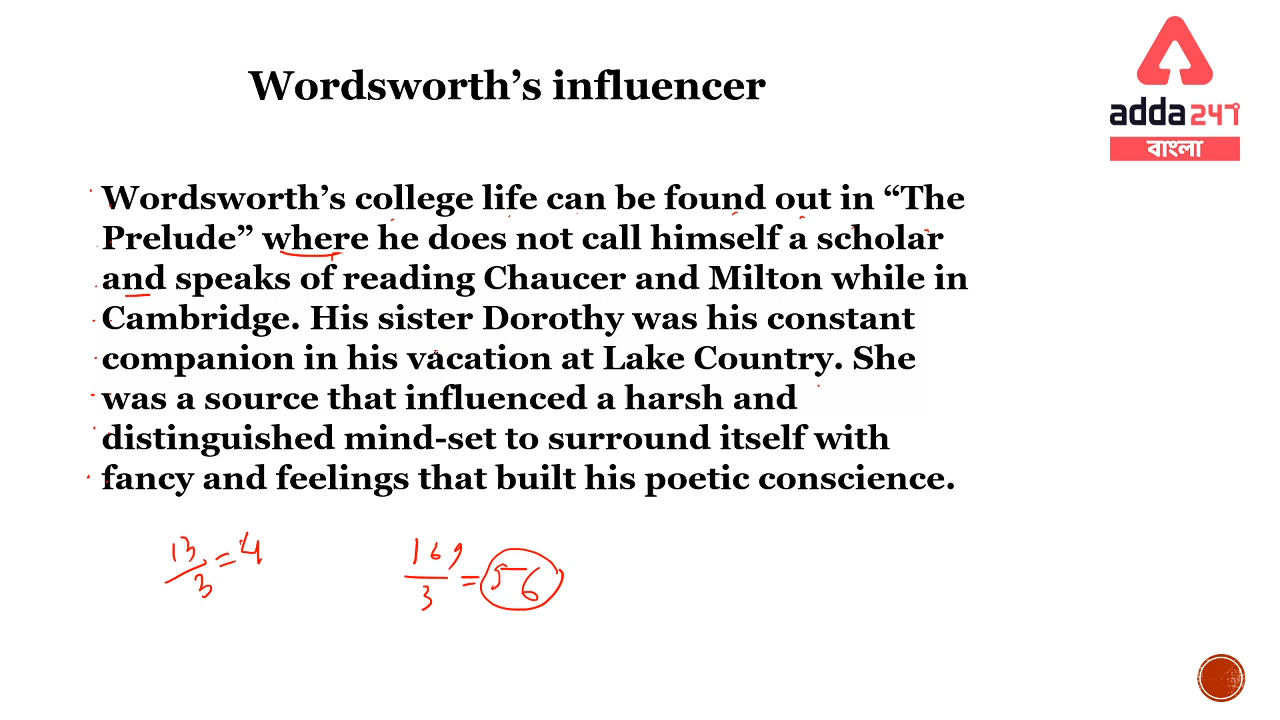 Wordsworth’s influencer
adda247
বাংলা
Wordsworth’s college life can be found out in “The
Prelude” where he does not call himself a scholar
and speaks of reading Chaucer and Milton while in
Cambridge. His sister Dorothy was his constant
companion in his vacation at Lake Country. She
was a source that influenced a harsh and
distinguished mind-set to surround itself with
fancy and feelings that built his poetic conscience.
13/3 = 4
169/3 = 56